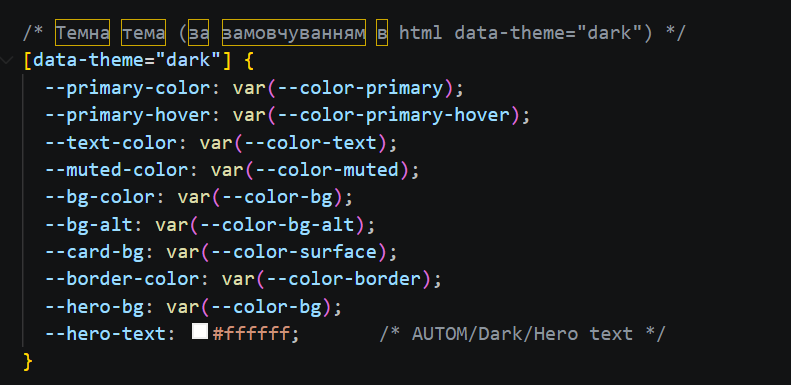 /* Темна тема (за замовчуванням в html data-theme="dark") */
[data-theme="dark"] {
--primary-color: var(--color-primary);
--primary-hover: var(--color-primary-hover);
--text-color: var(--color-text);
--muted-color: var(--color-muted);
--bg-color: var(--color-bg);
--bg-alt: var(--color-bg-alt);
--card-bg: var(--color-surface);
--border-color: var(--color-border);
--hero-bg: var(--color-bg);
--hero-text: #ffffff; /* AUTOM/Dark/Hero text */
}